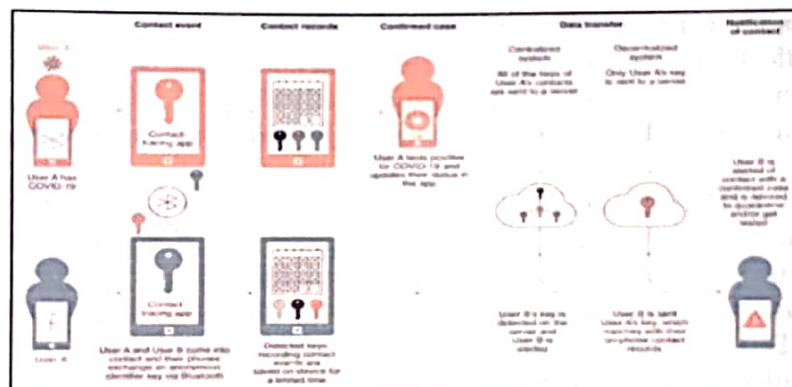 Contact event
Contact records
Confirmed case
Data transfer
Notification
of contact
User A
Centralized
system
Decentralized
system
All of the keys of
User A's contacts
are sent to a server
Only User A's key
is sent to a server
Contact-
tracing app
User A has
COVID-19
User A tests positive
for COVID-19 and
updates their status in
the app
User B is
alerted of
contact with a
confirmed case
and is advised
to quarantine
and/or get
tested
Contact-
tracing app
User B
User A and User B come into
contact and their phones
exchange an anonymous
identifier key via Bluetooth
Detected keys
recording contact
events are
saved on device for
a limited time
User B's key is
detected on the
server and
User B is
alerted
User B is sent
User A's key, which
matches with their
on-phone contact
records